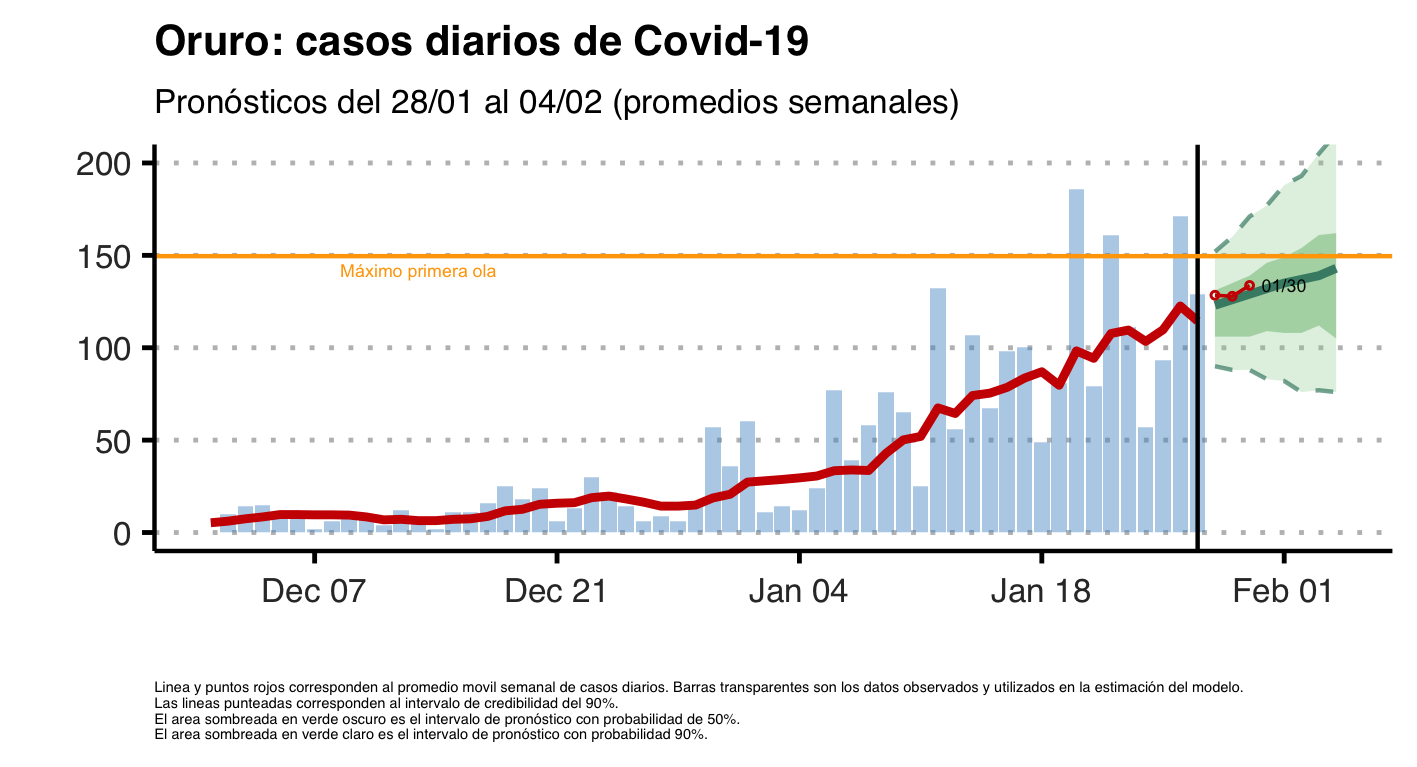 Oruro: casos diarios de Covid-19
Pronósticos del 28/01 al 04/02 (promedios semanales)
200
150
100
50
0
Máximo primera ola
01/30
Dec 07
Dec 21
Jan 04
Jan 18
Feb 01
Linea y puntos rojos corresponden al promedio movil semanal de casos diarios. Barras transparentes son los datos observados y utilizados en la estimación del modelo.
Las lineas punteadas corresponden al intervalo de credibilidad del 90%.
El area sombreada en verde oscuro es el intervalo de pronóstico con probabilidad de 50%.
El area sombreada en verde claro es el intervalo de pronóstico con probabilidad 90%.